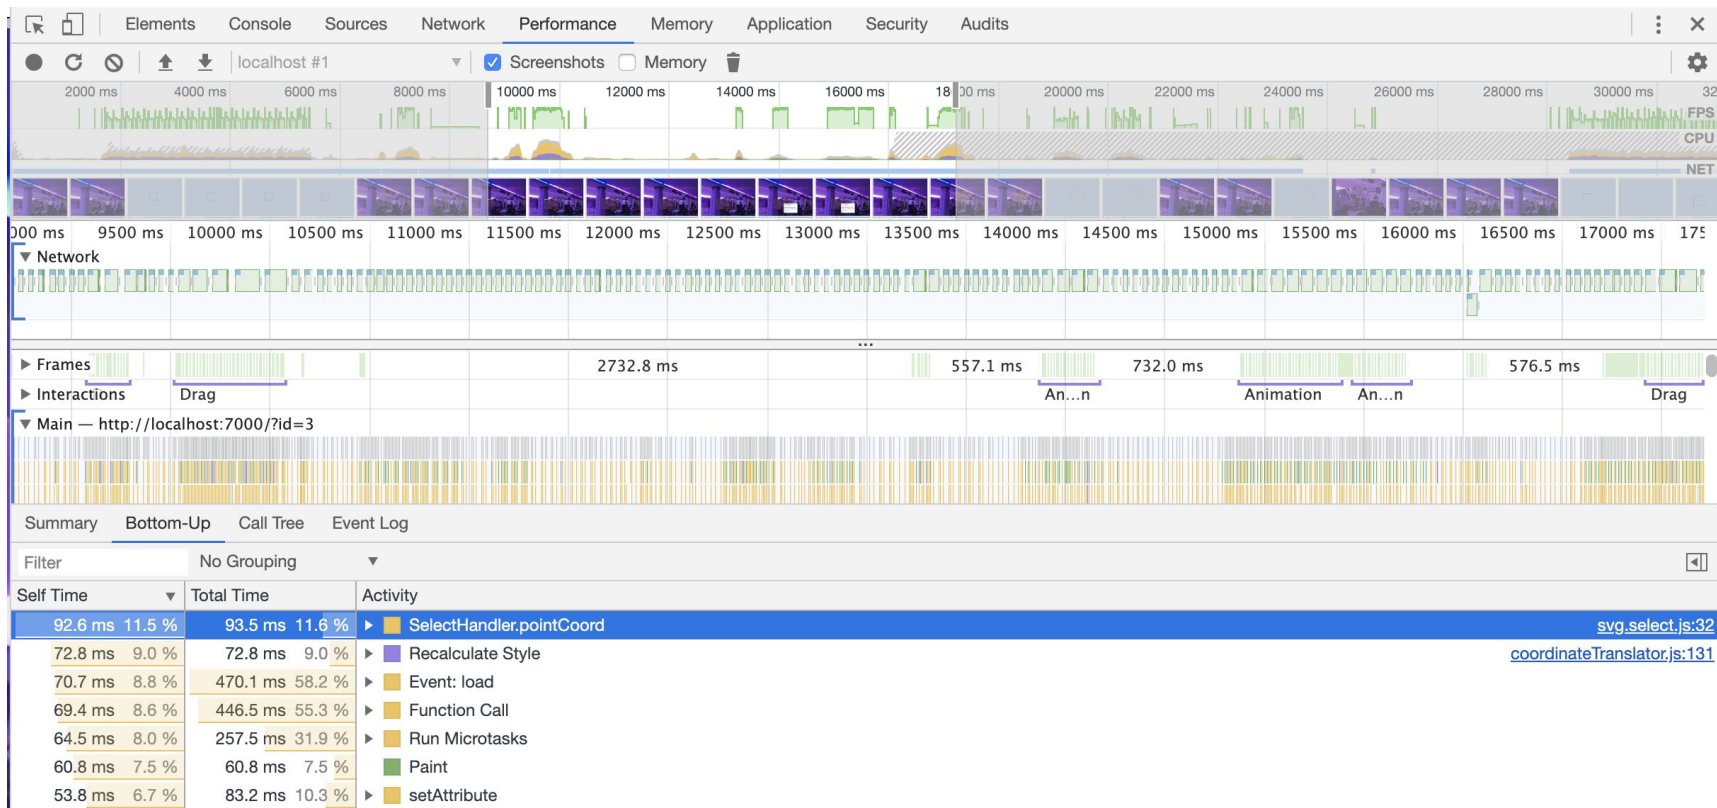 Elements Console Sources Network Performance Memory Application Security Audits
localhost #1 Screenshots Memory
2000 ms 4000 ms 6000 ms 8000 ms 10000 ms 12000 ms 14000 ms 16000 ms 18 00 ms 20000 ms 22000 ms 24000 ms 26000 ms 28000 ms 30000 ms 32
FPS
CPU
NET
000 ms 9500 ms 10000 ms 10500 ms 11000 ms 11500 ms 12000 ms 12500 ms 13000 ms 13500 ms 14000 ms 14500 ms 15000 ms 15500 ms 16000 ms 16500 ms 17000 ms 175
Network
...
Frames 2732.8 ms 557.1 ms 732.0 ms 576.5 ms
Interactions Drag An...n Animation An...n Drag
Main — http://localhost:7000/?id=3
Summary Bottom-Up Call Tree Event Log
Filter No Grouping
Self Time Total Time Activity
92.6 ms 11.5 % 93.5 ms 11.6 % SelectHandler.pointCoord svg.select.js:32
72.8 ms 9.0 % 72.8 ms 9.0 % Recalculate Style coordinateTranslator.js:131
70.7 ms 8.8 % 470.1 ms 58.2 % Event: load
69.4 ms 8.6 % 446.5 ms 55.3 % Function Call
64.5 ms 8.0 % 257.5 ms 31.9 % Run Microtasks
60.8 ms 7.5 % 60.8 ms 7.5 % Paint
53.8 ms 6.7 % 83.2 ms 10.3 % setAttribute